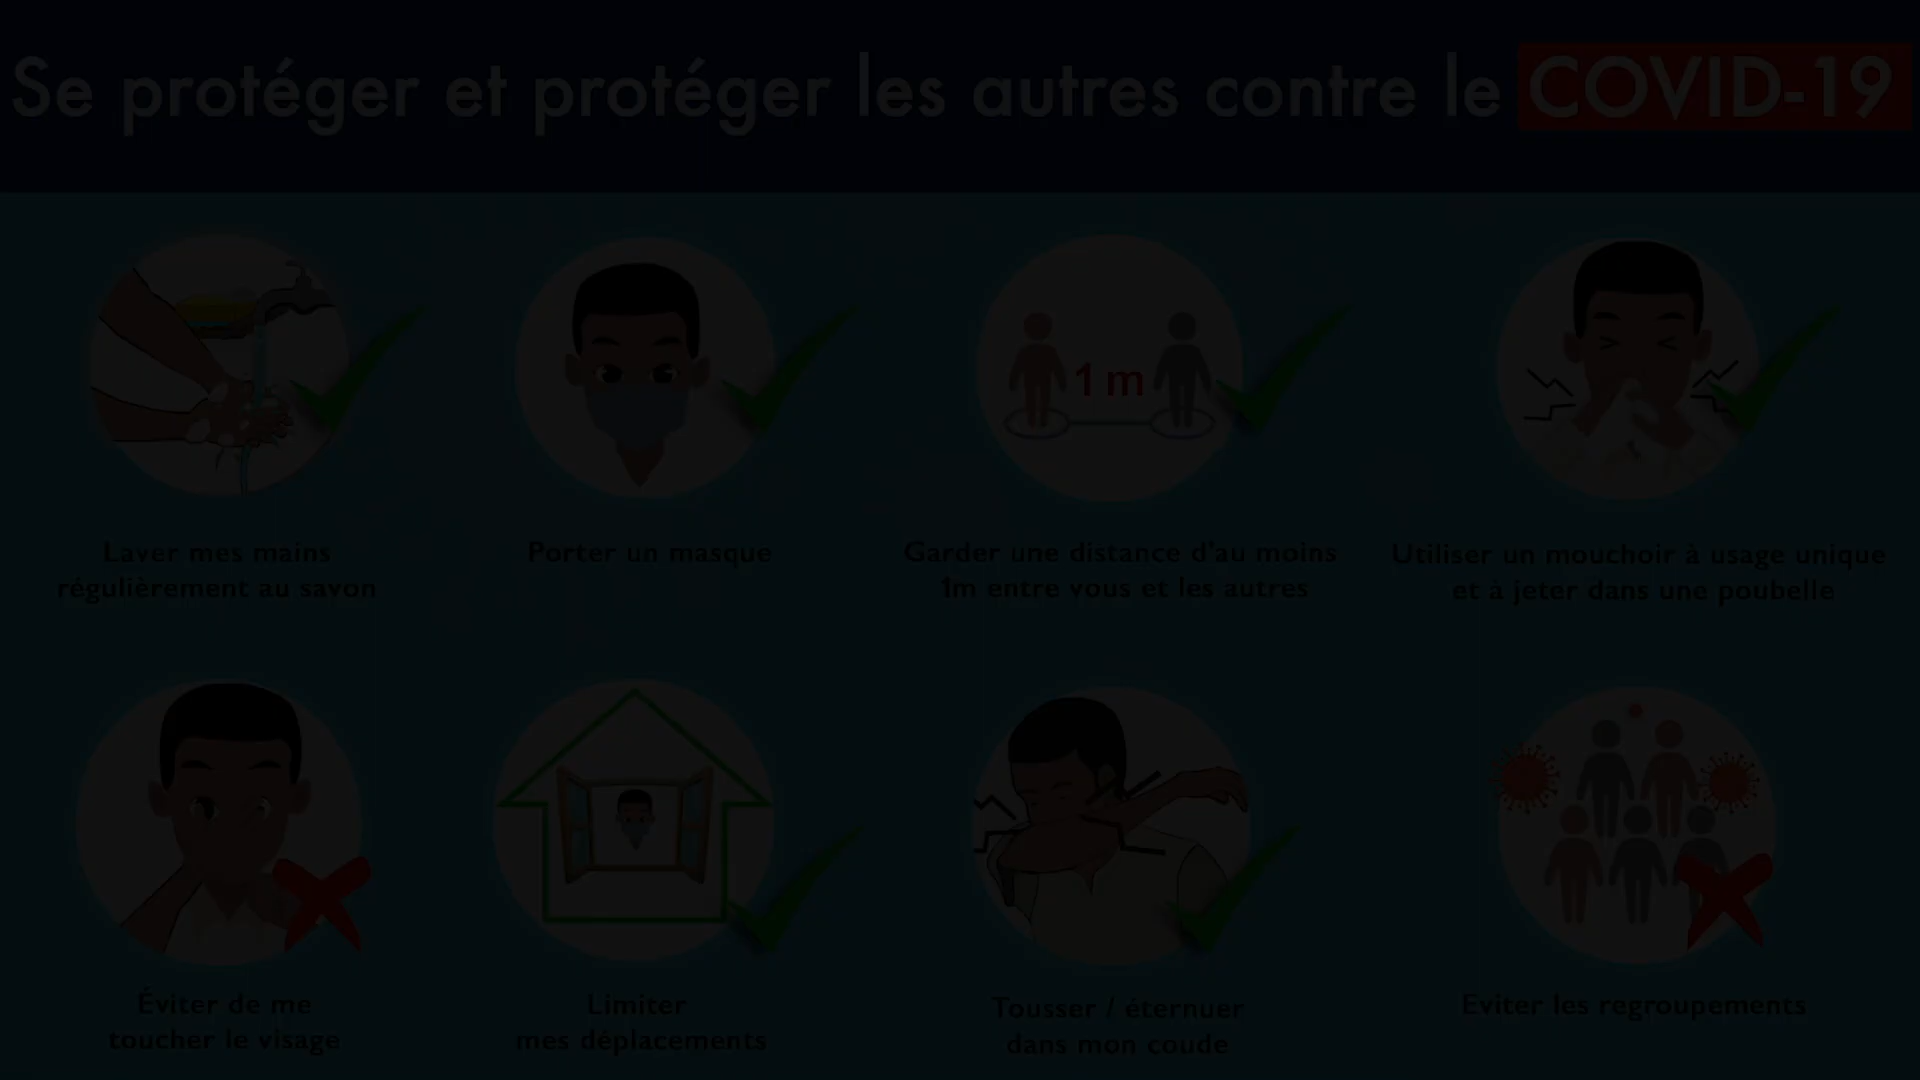 Se protéger et protéger les autres contre le COVID-19
1 m
Laver mes mains
régulièrement au savon
Porter un masque
Garder une distance d'au moins
1m entre vous et les autres
Utiliser un mouchoir à usage unique
et à jeter dans une poubelle
Éviter de me
toucher le visage
Limiter
mes déplacements
Tousser / éternuer
dans mon coude
Eviter les regroupements